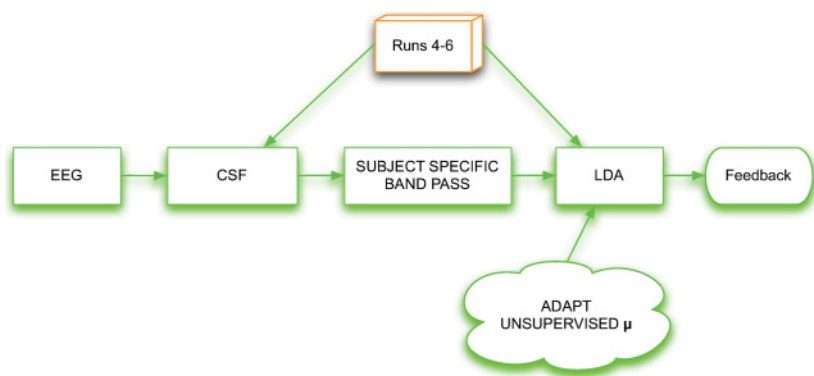 Runs 4-6
EEG
CSF
SUBJECT SPECIFIC
BAND PASS
LDA
Feedback
ADAPT
UNSUPERVISED μ